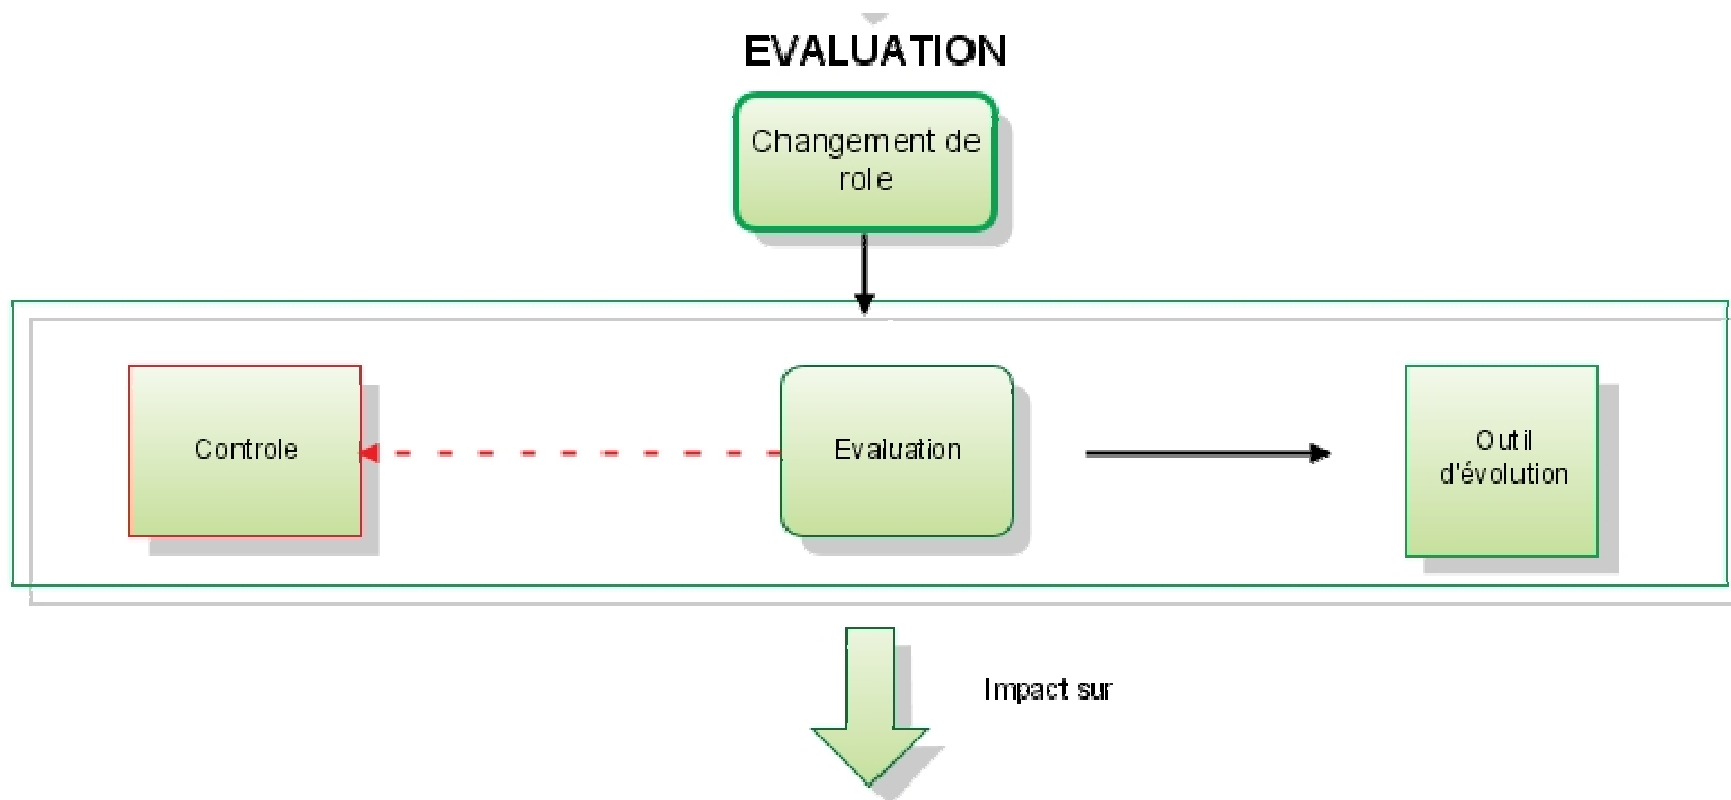 EVALUATION
Changement de
role
Controle
Evaluation
Outil
d'évolution
Impact sur